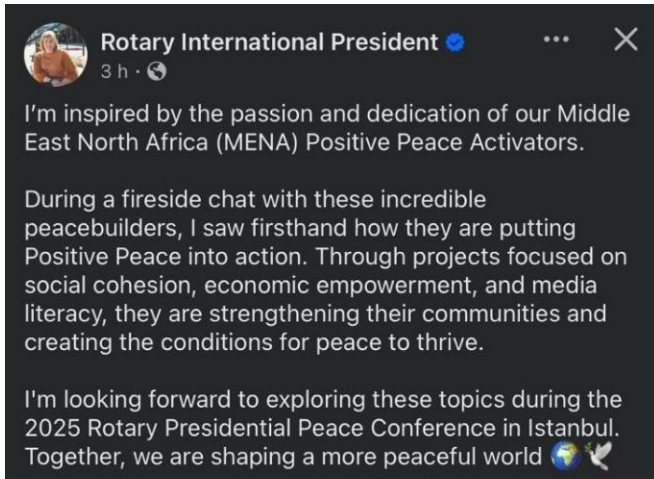 Rotary International President
3 h ·
I’m inspired by the passion and dedication of our Middle
East North Africa (MENA) Positive Peace Activators.
During a fireside chat with these incredible
peacebuilders, I saw firsthand how they are putting
Positive Peace into action. Through projects focused on
social cohesion, economic empowerment, and media
literacy, they are strengthening their communities and
creating the conditions for peace to thrive.
I'm looking forward to exploring these topics during the
2025 Rotary Presidential Peace Conference in Istanbul.
Together, we are shaping a more peaceful world 🌍🕊️